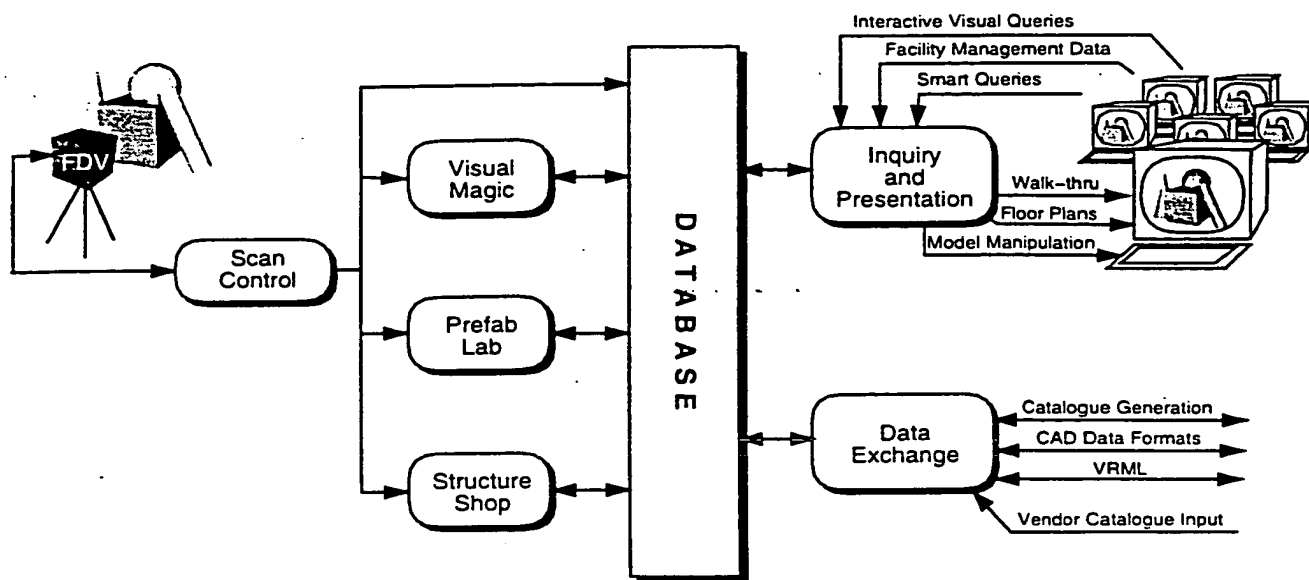 Interactive Visual Queries
Facility Management Data
Smart Queries
FDV
Visual
Magic
Inquiry
and
Presentation
Walk-thru
Floor Plans
Model Manipulation
Scan
Control
DATABASE
Prefab
Lab
Data
Exchange
Catalogue Generation
CAD Data Formats
VRML
Structure
Shop
Vendor Catalogue Input